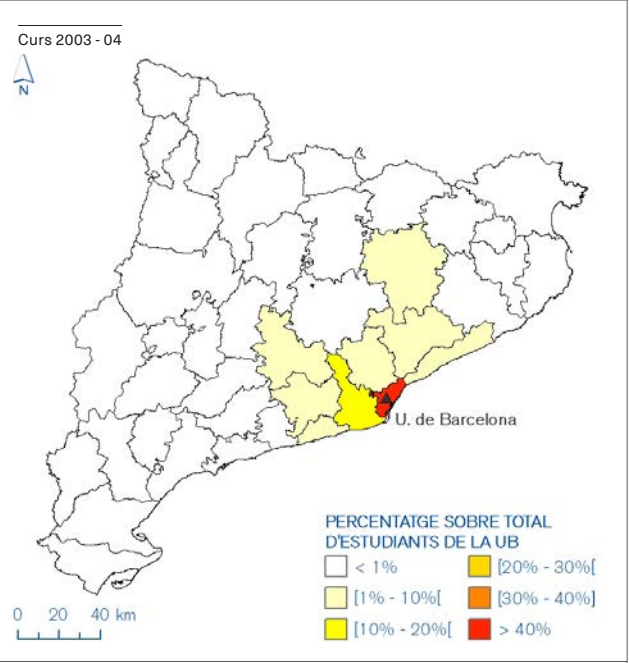 Curs 2003 - 04
N
U. de Barcelona
PERCENTATGE SOBRE TOTAL
D'ESTUDIANTS DE LA UB
< 1%
[1% - 10%[
[10% - 20%[
[20% - 30%[
[30% - 40%]
> 40%
0 20 40 km